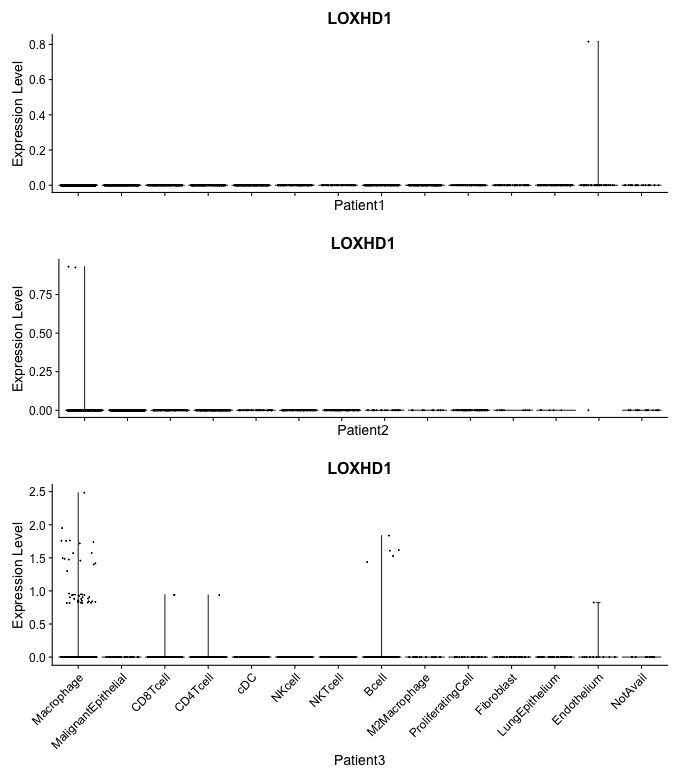 LOXHD1
Expression Level
0.8
0.6
0.4
0.2
0.0
Patient1
LOXHD1
Expression Level
0.75
0.50
0.25
0.00
Patient2
LOXHD1
Expression Level
2.5
2.0
1.5
1.0
0.5
0.0
Macrophage
MalignantEpithelial
CD8Tcell
CD4Tcell
cDC
NKcell
NKTcell
Bcell
M2Macrophage
ProliferatingCell
Fibroblast
LungEpithelium
Endothelium
NotAvail
Patient3